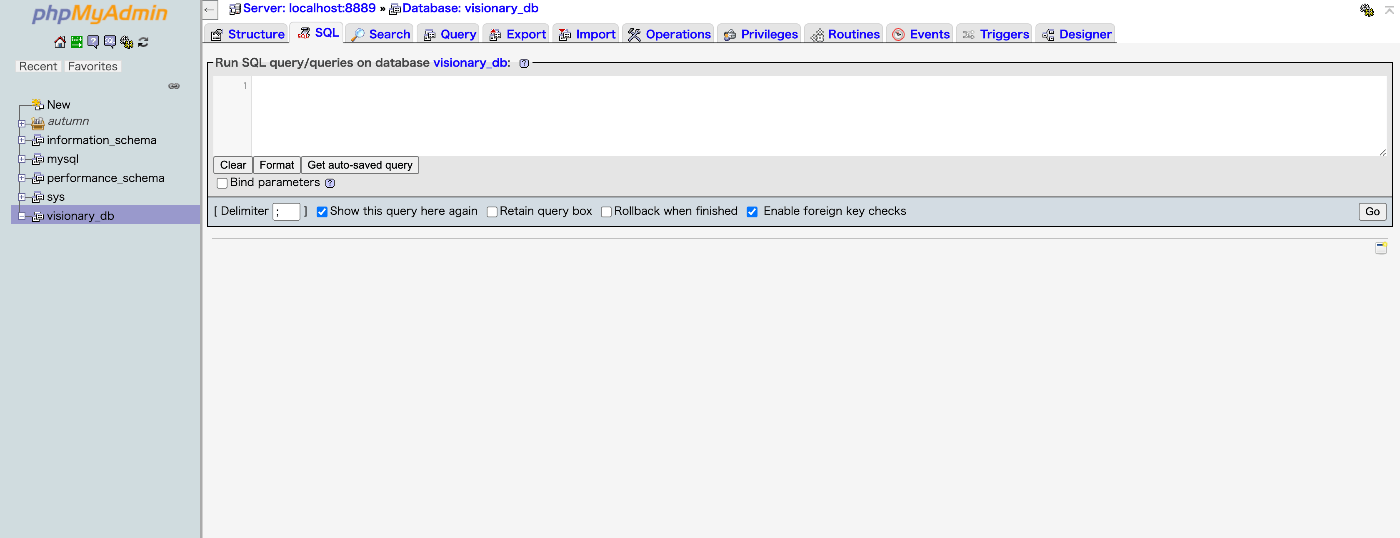 phpMyAdmin
Recent Favorites
New
autumn
information_schema
mysql
performance_schema
sys
visionary_db
← Server: localhost:8889 » Database: visionary_db
Structure SQL Search Query Export Import Operations Privileges Routines Events Triggers Designer
Run SQL query/queries on database visionary_db:
1
Clear Format Get auto-saved query
Bind parameters
[ Delimiter ; ] Show this query here again Retain query box Rollback when finished Enable foreign key checks Go